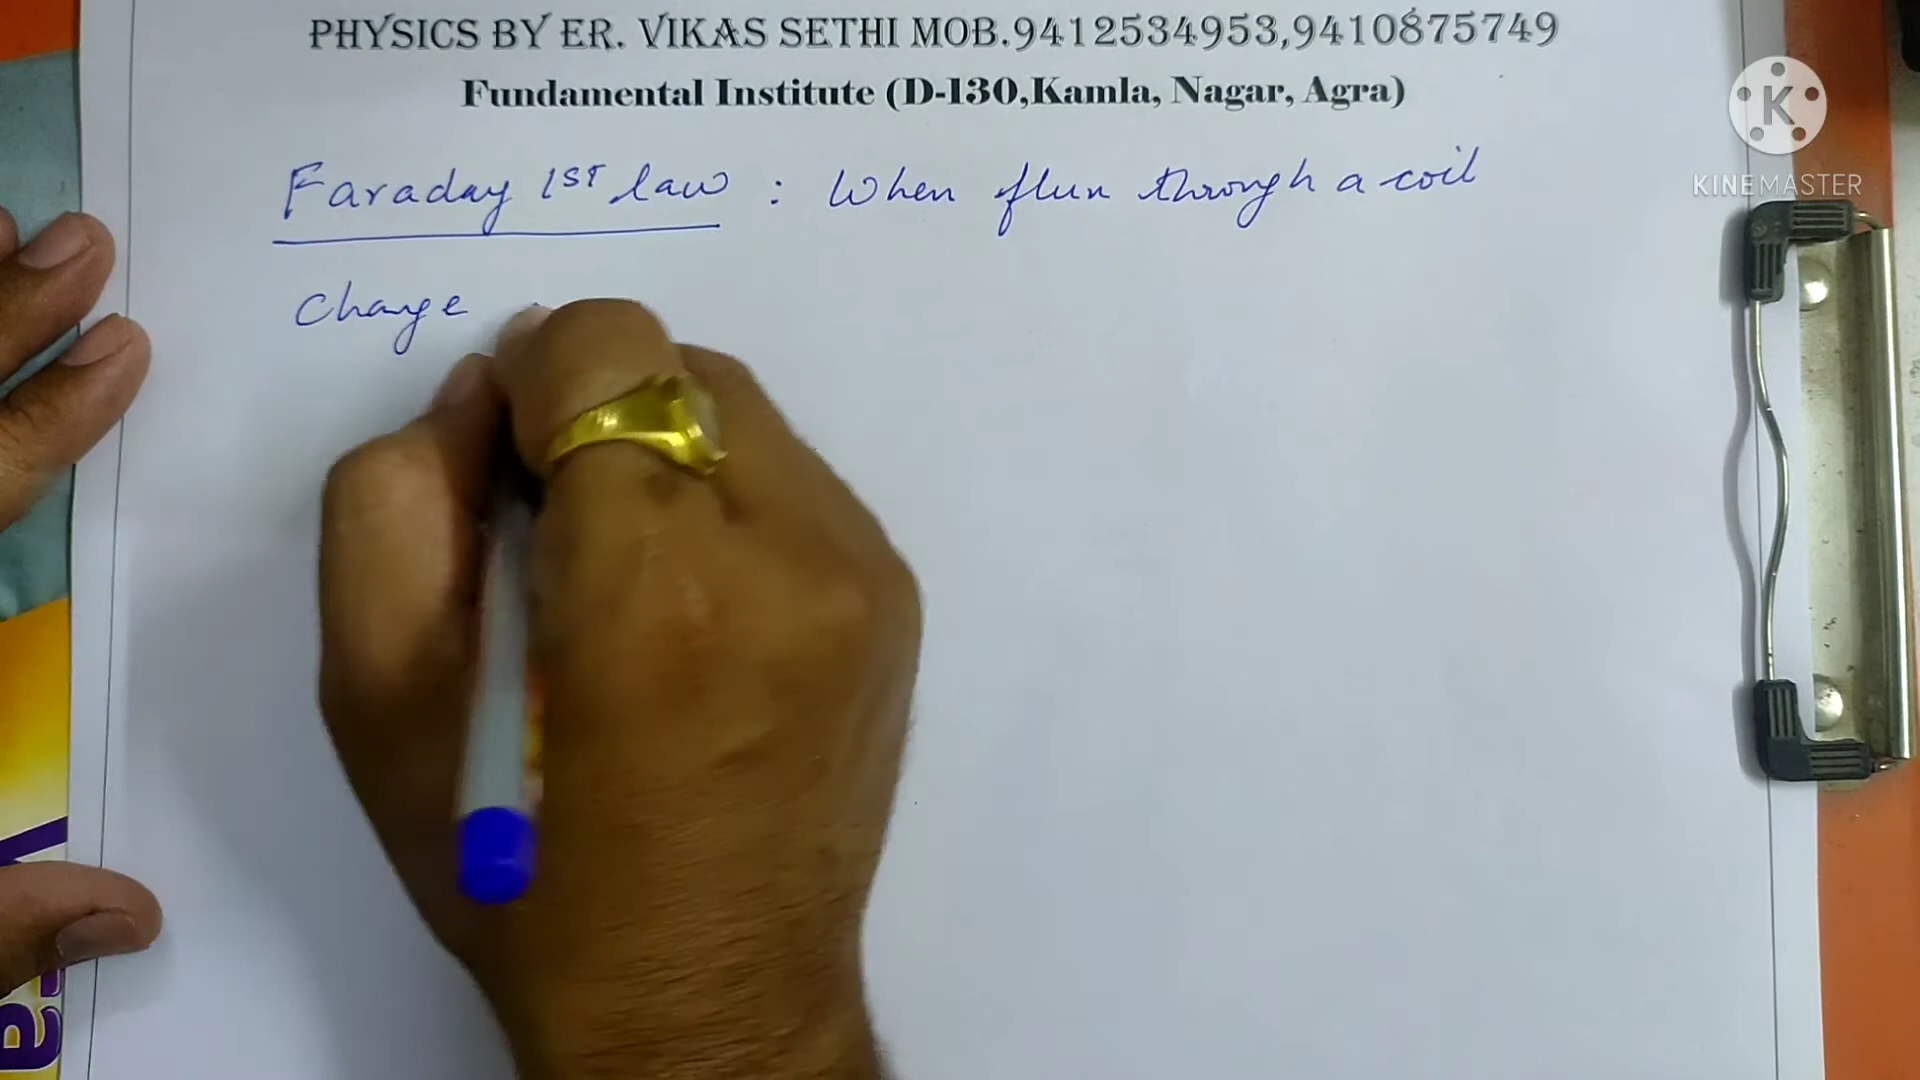 PHYSICS BY ER. VIKAS SETHI MOB.9412534953,9410875749
Fundamental Institute (D-130,Kamla, Nagar, Agra)
K
KINEMASTER
Faraday 1ST law : When flux through a coil
Change